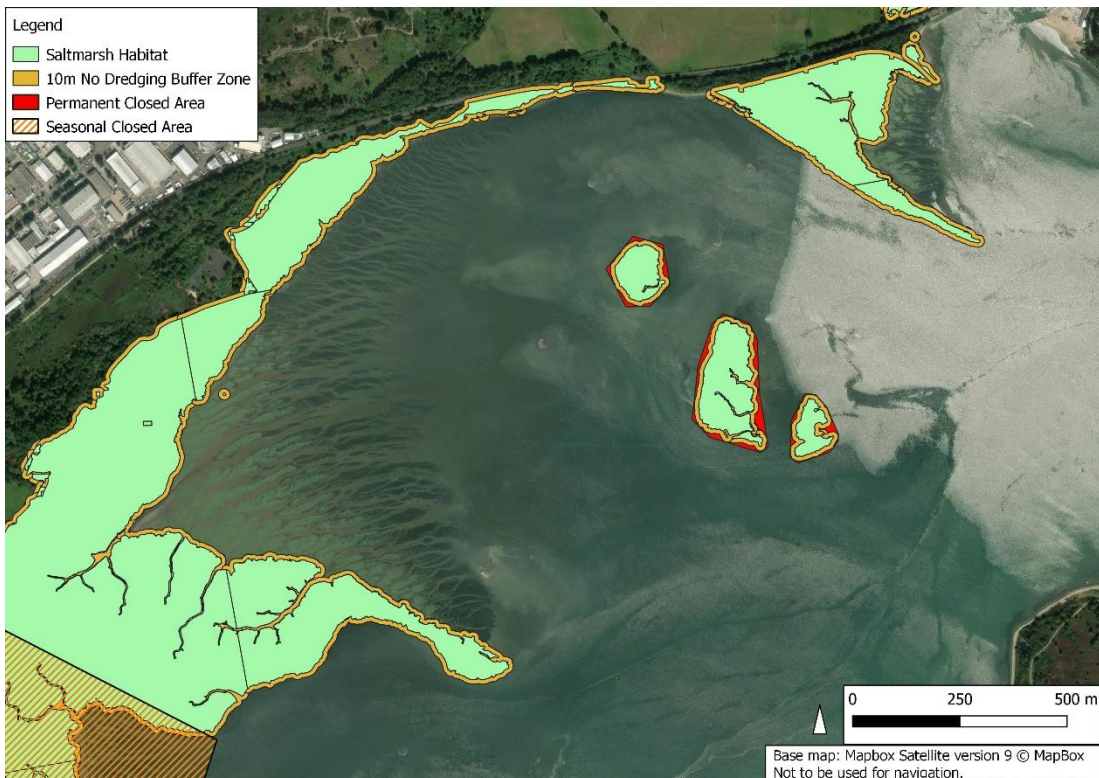 Legend
Saltmarsh Habitat
10m No Dredging Buffer Zone
Permanent Closed Area
Seasonal Closed Area
0 250 500 m
Base map: Mapbox Satellite version 9 © MapBox
Not to be used for navigation.